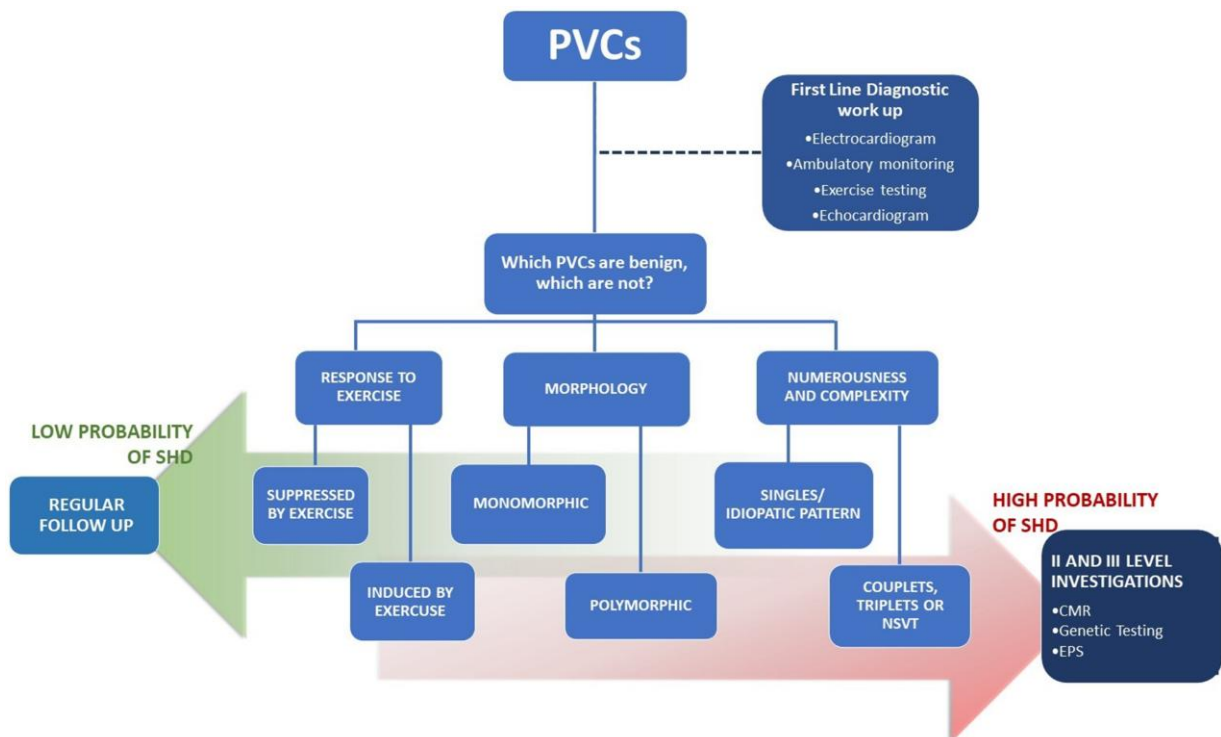 PVCs
First Line Diagnostic
work up
•Electrocardiogram
•Ambulatory monitoring
•Exercise testing
•Echocardiogram
Which PVCs are benign,
which are not?
RESPONSE TO
EXERCISE
MORPHOLOGY
NUMEROUSNESS
AND COMPLEXITY
LOW PROBABILITY
OF SHD
REGULAR
FOLLOW UP
SUPPRESSED
BY EXERCISE
MONOMORPHIC
SINGLES/
IDIOPATIC PATTERN
HIGH PROBABILITY
OF SHD
INDUCED BY
EXERCUSE
POLYMORPHIC
COUPLETS,
TRIPLETS OR
NSVT
II AND III LEVEL
INVESTIGATIONS
•CMR
•Genetic Testing
•EPS